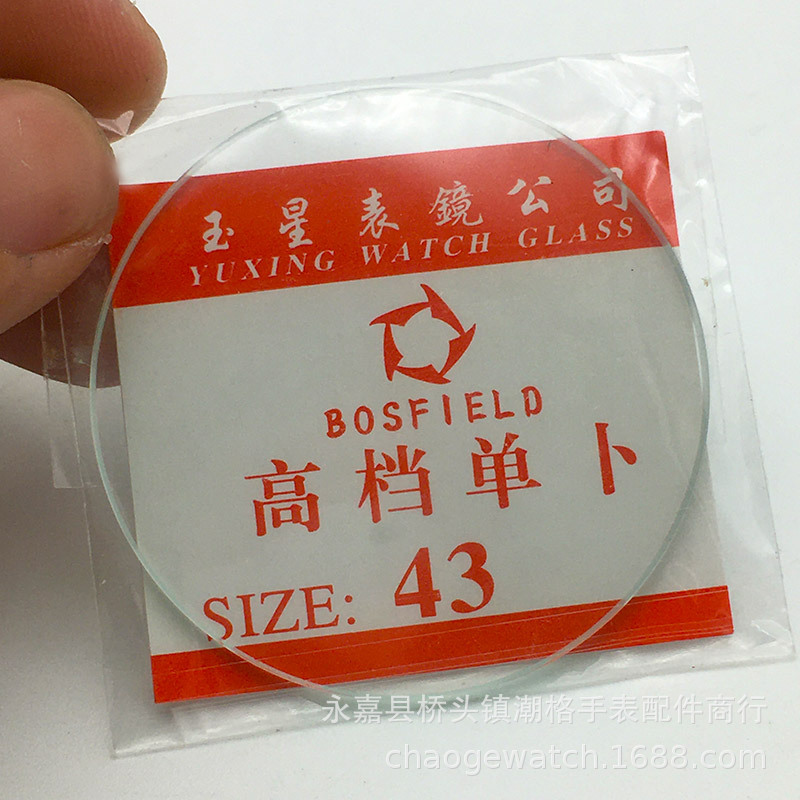 玉星表鏡公司
YUXING WATCH GLASS
BOSFIELD
高档单卜
SIZE: 43
永嘉县桥头镇潮格手表配件商行
chaogewatch.1688.com